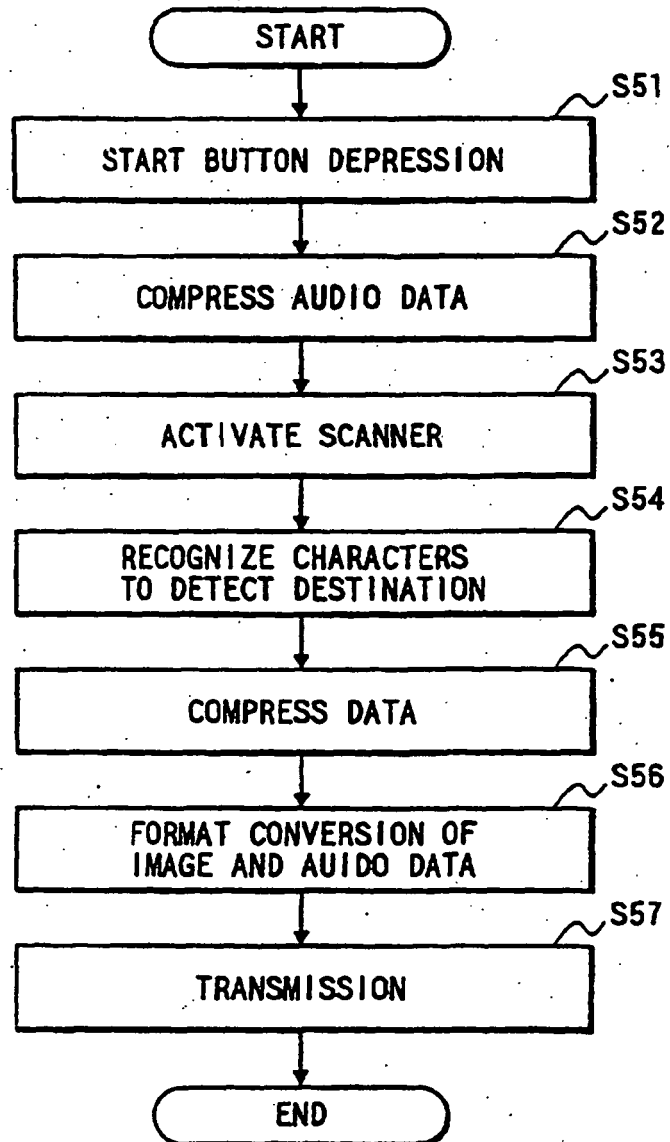 START
S51
START BUTTON DEPRESSION
S52
COMPRESS AUDIO DATA
S53
ACTIVATE SCANNER
S54
RECOGNIZE CHARACTERS
TO DETECT DESTINATION
S55
COMPRESS DATA
S56
FORMAT CONVERSION OF
IMAGE AND AUIDO DATA
S57
TRANSMISSION
END